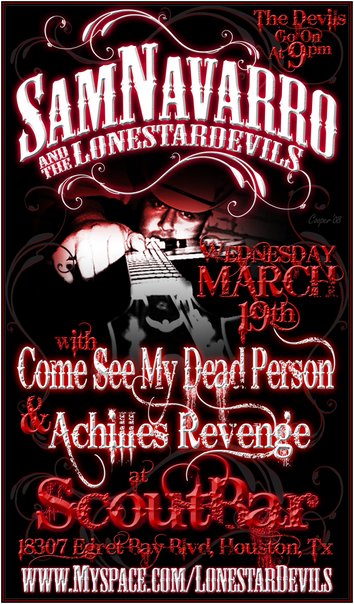 The Devils
Go On
At 9pm
SamNavarro
AND THE LonestarDevils
Cooper '08
Wednesday
March
19th
with
Come See My Dead Person
& Achilles Revenge
at
ScoutBar
18307 Egret Bay Blvd, Houston, Tx
www.Myspace.com/LonestarDevils